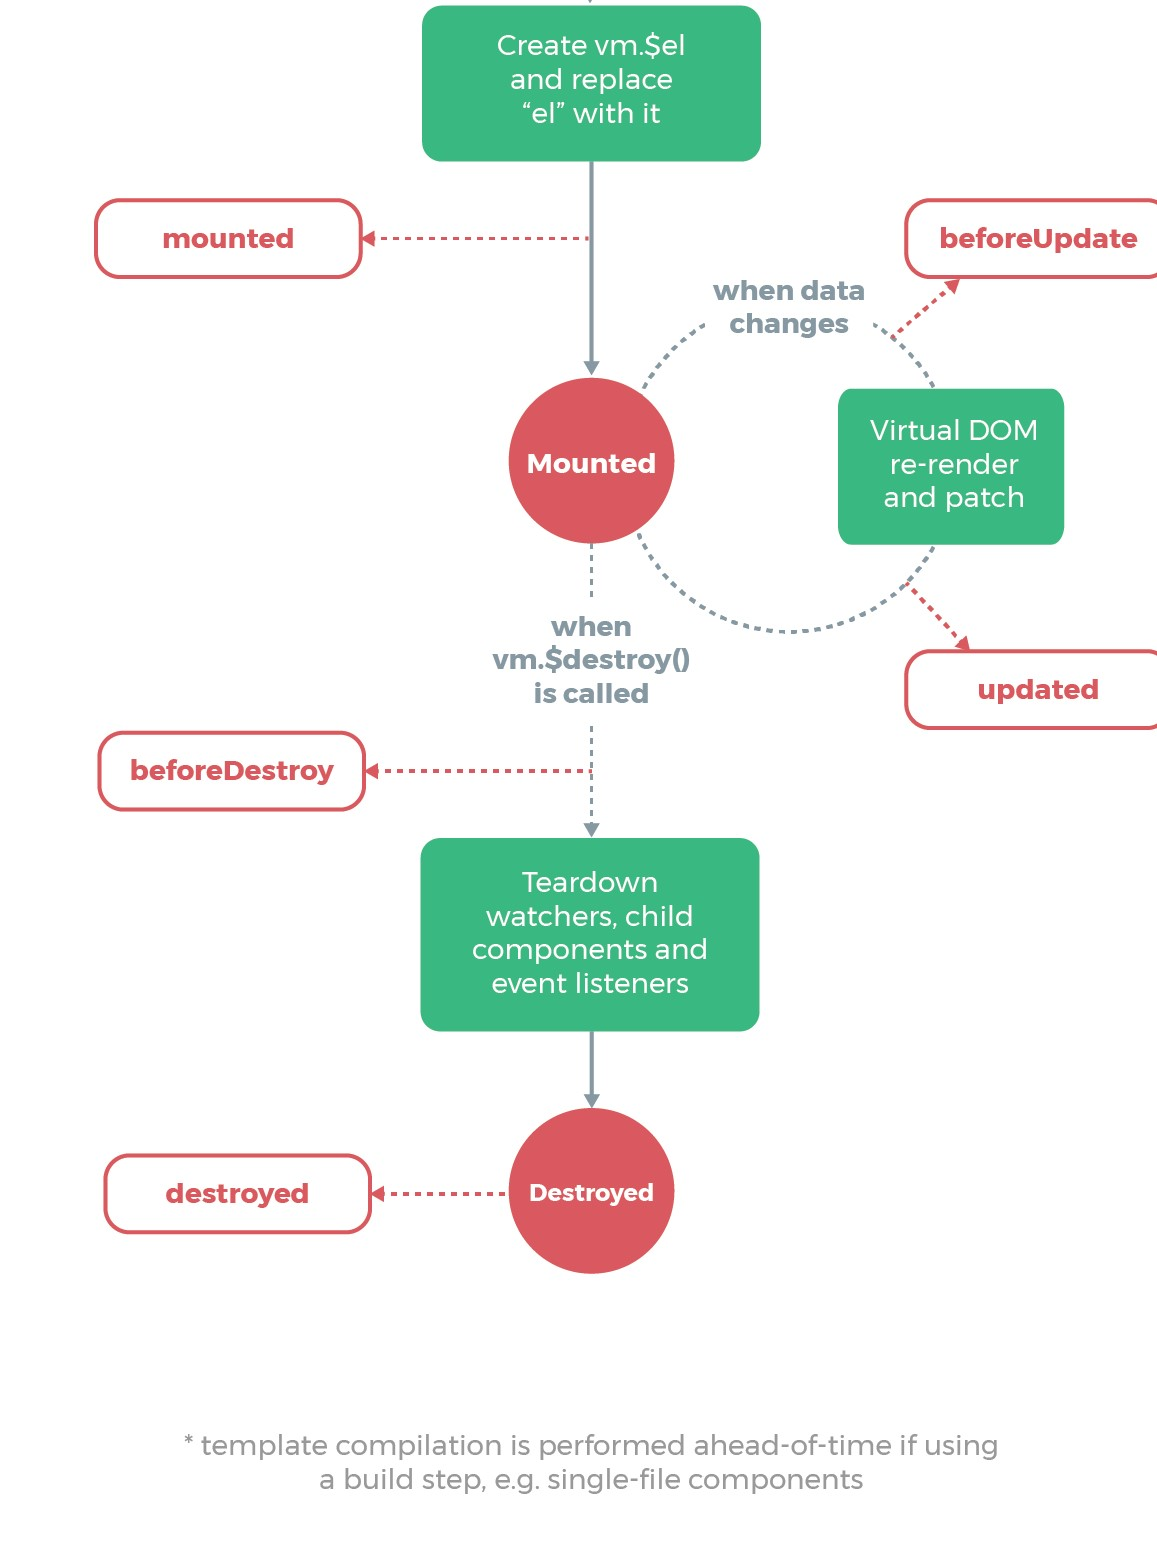 Create vm.$el
and replace
“el” with it
mounted
beforeUpdate
when data
changes
Mounted
Virtual DOM
re-render
and patch
when
vm.$destroy()
is called
updated
beforeDestroy
Teardown
watchers, child
components and
event listeners
destroyed
Destroyed
* template compilation is performed ahead-of-time if using
a build step, e.g. single-file components